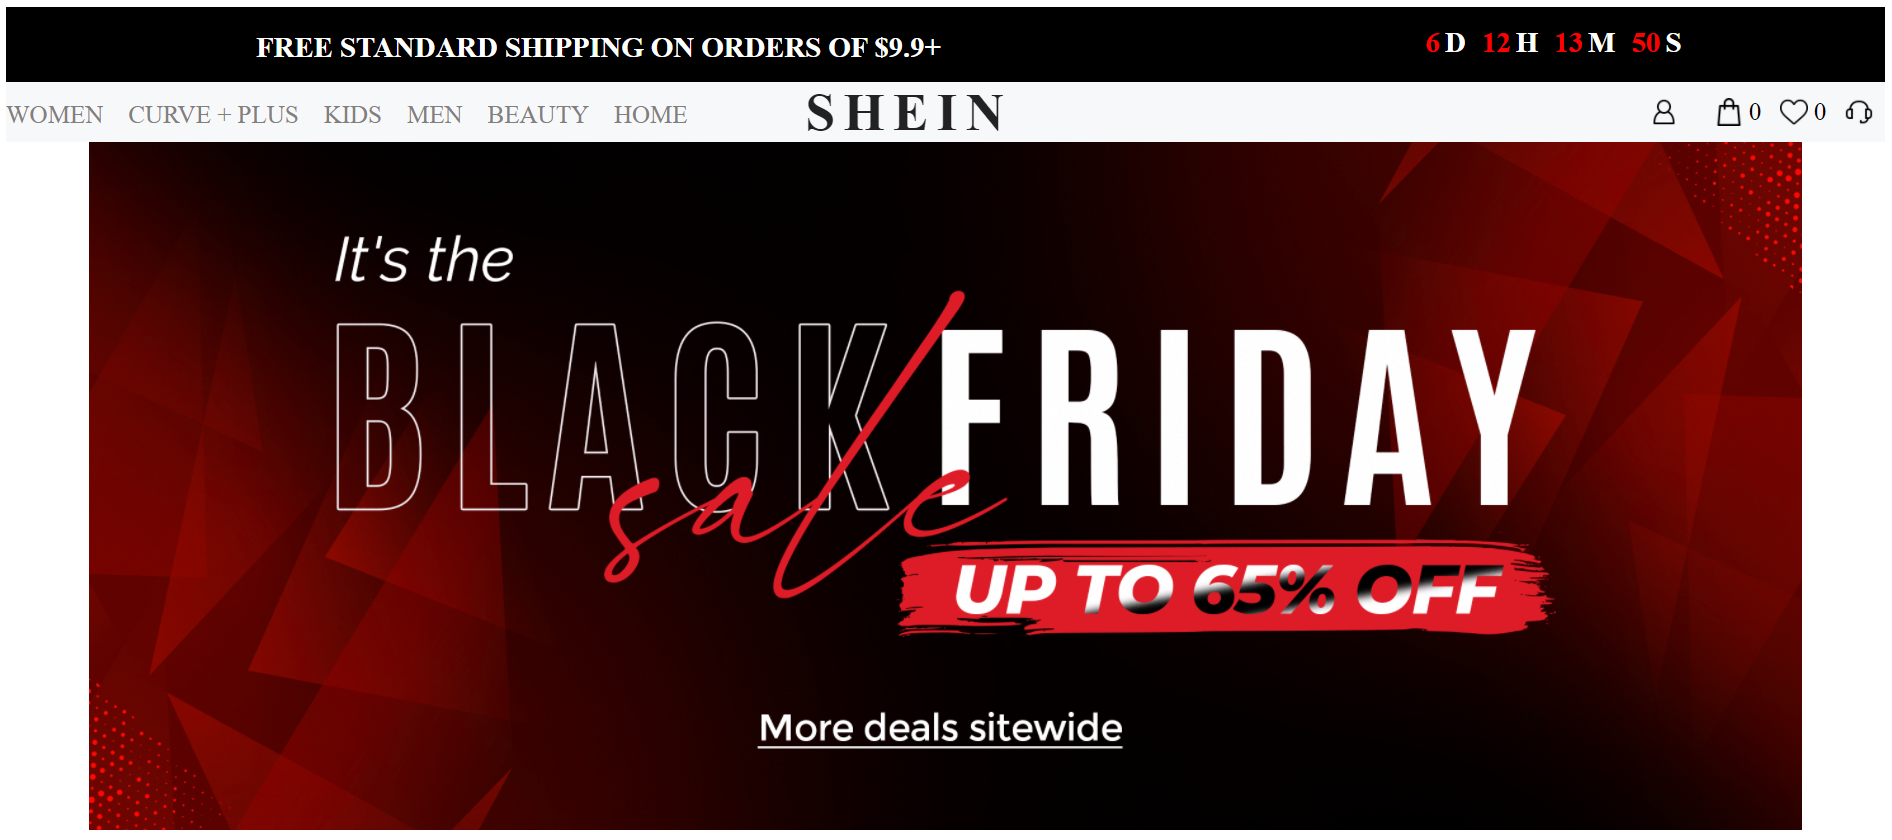 FREE STANDARD SHIPPING ON ORDERS OF $9.9+
6 D 12 H 13 M 50 S
WOMEN CURVE + PLUS KIDS MEN BEAUTY HOME
SHEIN
0 0
It's the
BLACK FRIDAY
sale
UP TO 65% OFF
More deals sitewide